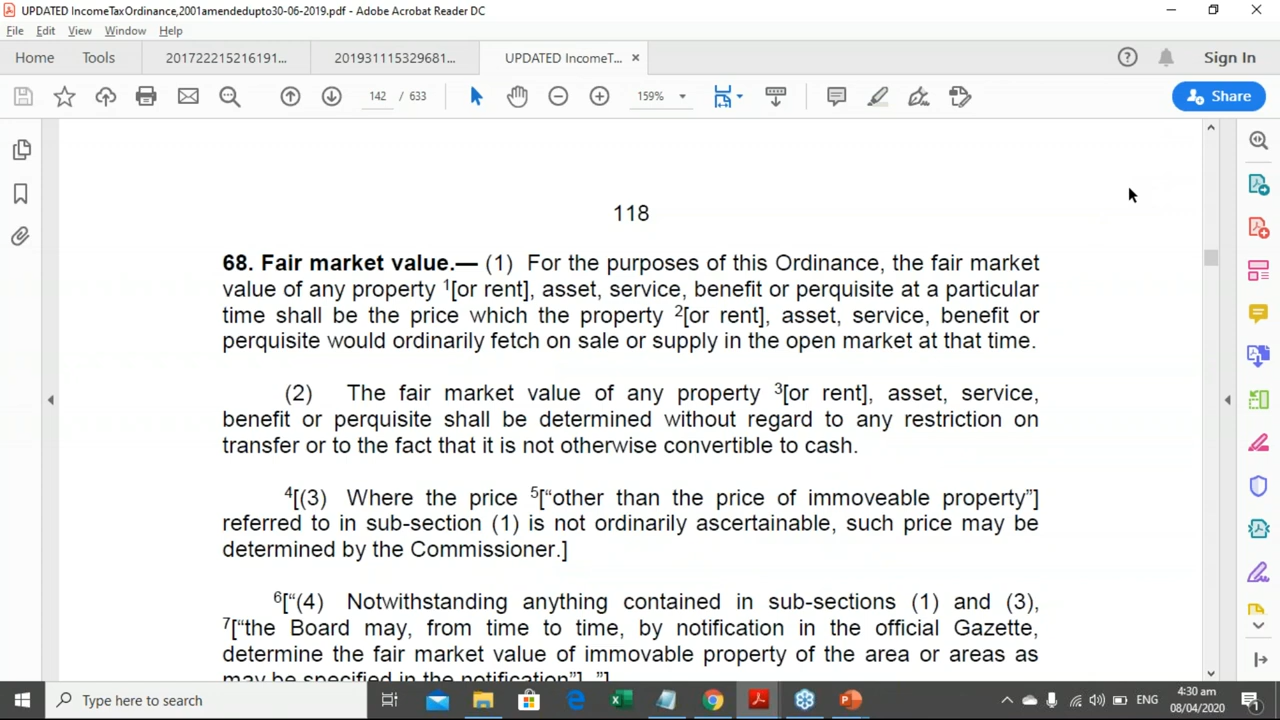 UPDATED IncomeTaxOrdinance,2001amendedupto30-06-2019.pdf - Adobe Acrobat Reader DC
File Edit View Window Help
Home Tools 201722215216191... 201931115329681... UPDATED IncomeT... ×
? Sign In
142 / 633 159% Share
118
68. Fair market value.— (1) For the purposes of this Ordinance, the fair market
value of any property 1[or rent], asset, service, benefit or perquisite at a particular
time shall be the price which the property 2[or rent], asset, service, benefit or
perquisite would ordinarily fetch on sale or supply in the open market at that time.
(2) The fair market value of any property 3[or rent], asset, service,
benefit or perquisite shall be determined without regard to any restriction on
transfer or to the fact that it is not otherwise convertible to cash.
4[(3) Where the price 5[“other than the price of immoveable property”]
referred to in sub-section (1) is not ordinarily ascertainable, such price may be
determined by the Commissioner.]
6[“(4) Notwithstanding anything contained in sub-sections (1) and (3),
7[“the Board may, from time to time, by notification in the official Gazette,
determine the fair market value of immovable property of the area or areas as
may be specified in the notification”]. ”]
Type here to search
ENG
4:30 am
08/04/2020
1